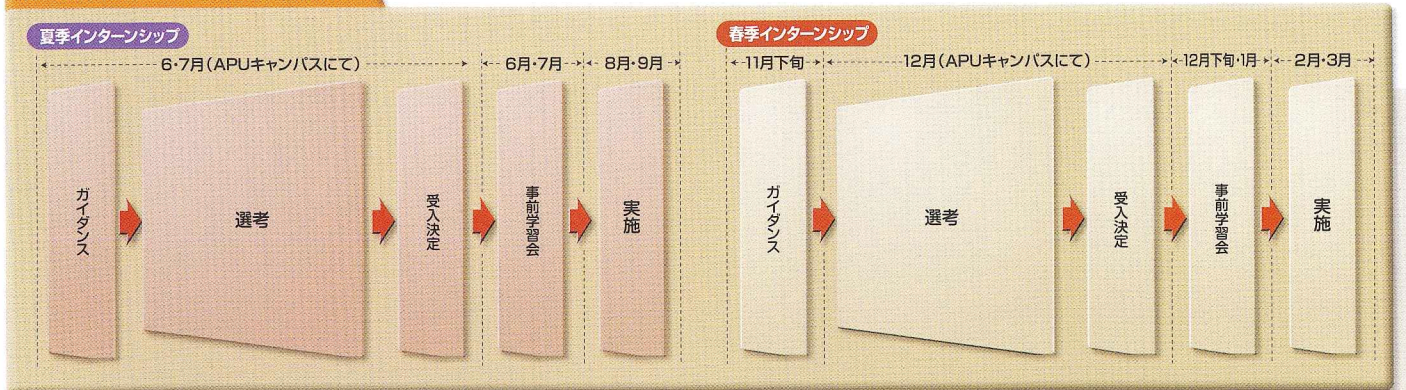 夏季インターンシップ
6・7月(APUキャンパスにて)
6月・7月
8月・9月
ガイダンス
選考
受入決定
事前学習会
実施
春季インターンシップ
11月下旬
12月(APUキャンパスにて)
12月下旬・1月
2月・3月
ガイダンス
選考
受入決定
事前学習会
実施